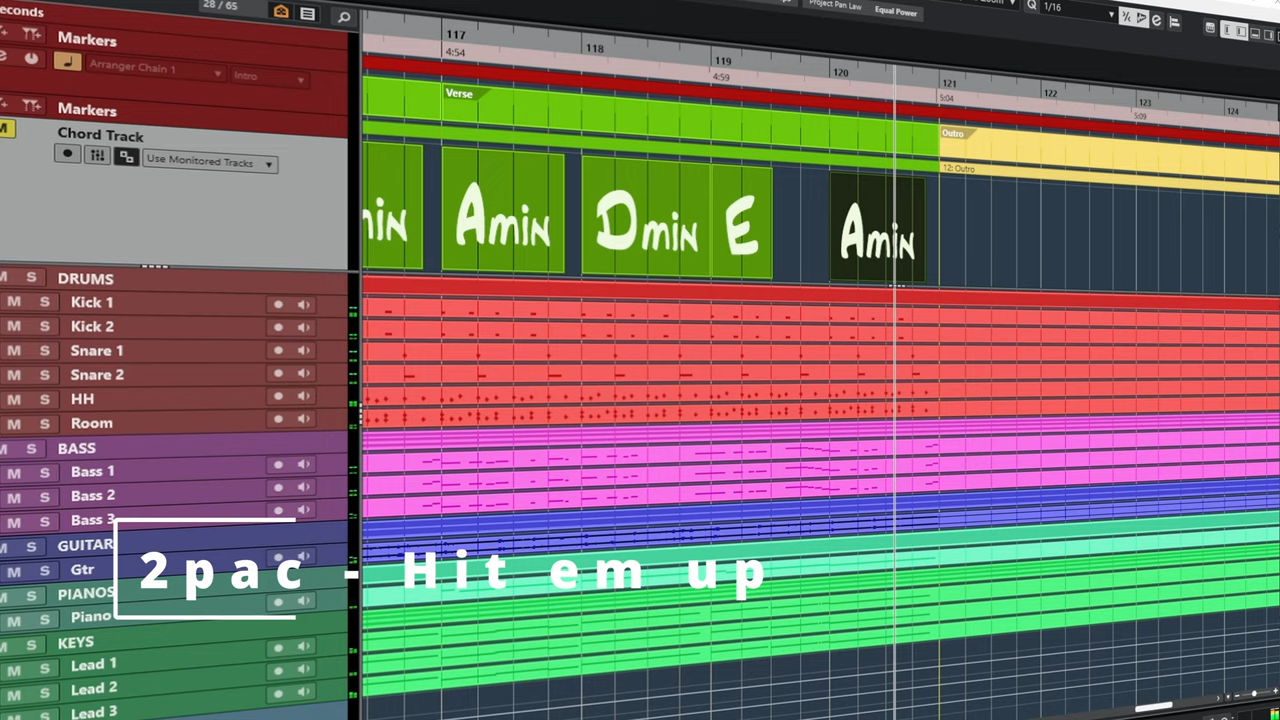 28 / 65
Project Pan Law
Equal Power
Q 1/16
econds
Markers
Arranger Chain 1
Intro
Markers
Chord Track
Use Monitored Tracks
117
118
119
120
121
122
123
124
4:54
4:59
5:04
5:09
Verse
Outro
12: Outro
Amin
Dmin
E
Amin
M S DRUMS
M S Kick 1
M S Kick 2
M S Snare 1
M S Snare 2
M S HH
M S Room
M S BASS
M S Bass 1
M S Bass 2
M S Bass 3
M S GUITAR
M S Gtr
M S PIANOS
M S Piano
M S KEYS
M S Lead 1
M S Lead 2
Lead 3
2pac - Hit em up